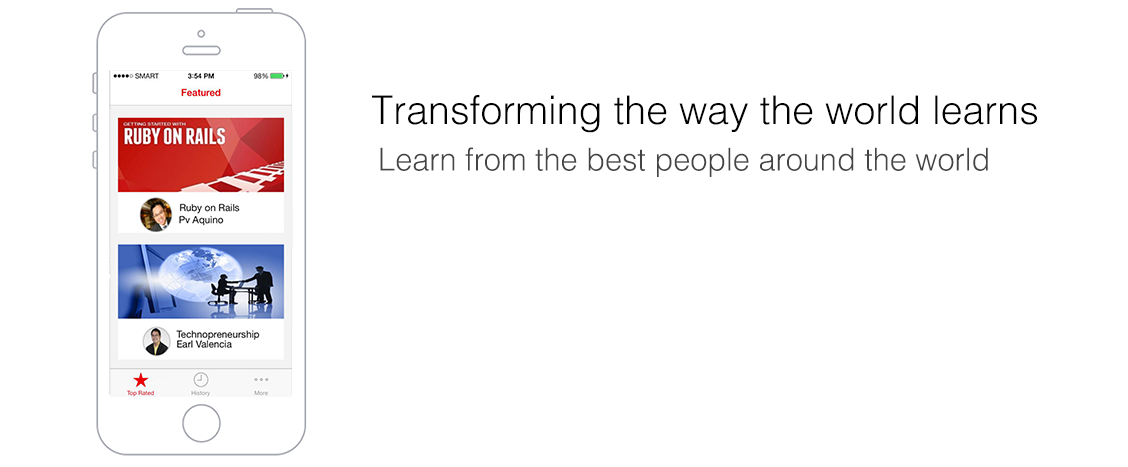 SMART 3:54 PM 98%
Featured
GETTING STARTED WITH
RUBY ON RAILS
Ruby on Rails
Pv Aquino
Technopreneurship
Earl Valencia
Top Rated History More
Transforming the way the world learns
Learn from the best people around the world